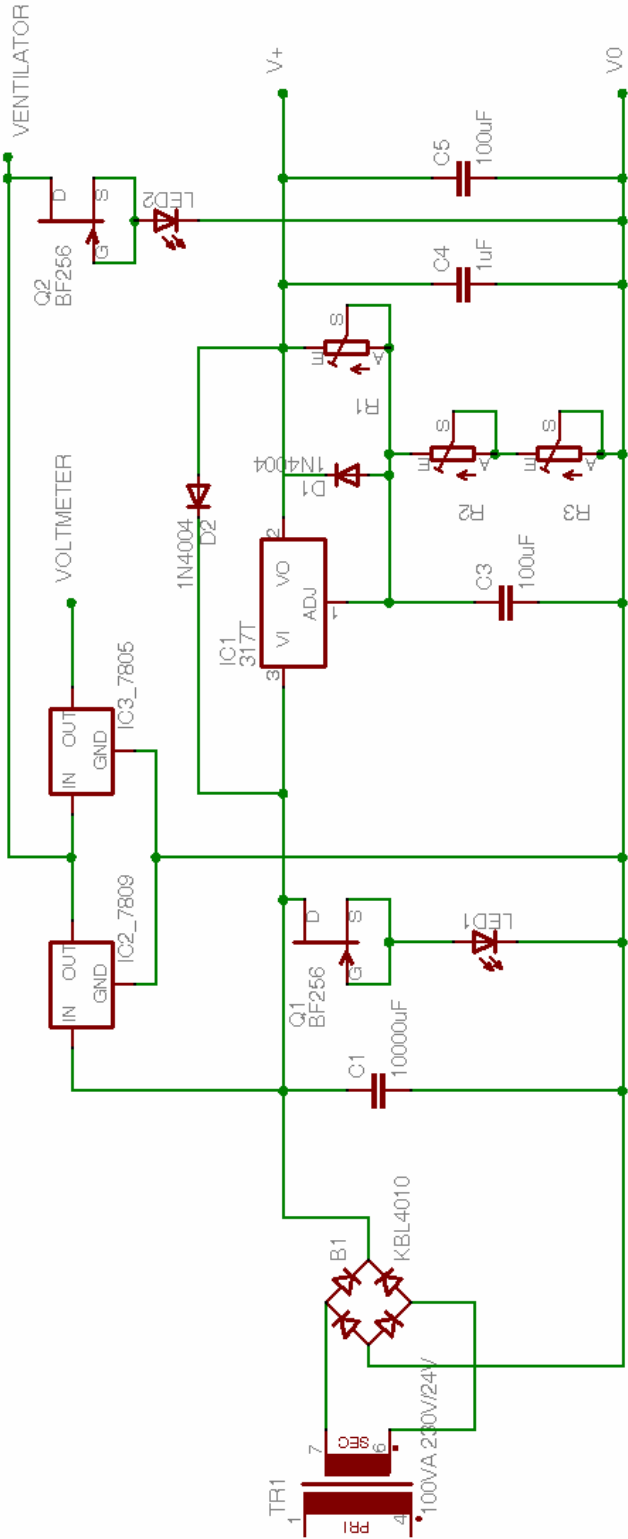 VENTILATOR
V+
V0
D
S
G
Q2
BF256
LED2
C5
100uF
C4
1uF
S
E
A
R1
VOLTMETER
1N4004
D2
1N4004
D1
S
E
A
R2
S
E
A
R3
IC1
317T
2
VO
VI
ADJ
3
1
C3
100uF
IN
OUT
GND
IC3_7805
IN
OUT
GND
IC2_7809
D
S
G
Q1
BF256
LED1
C1
10000uF
B1
KBL4010
TR1
1
4
PRI
SEC
7
6
100VA 230V/24V